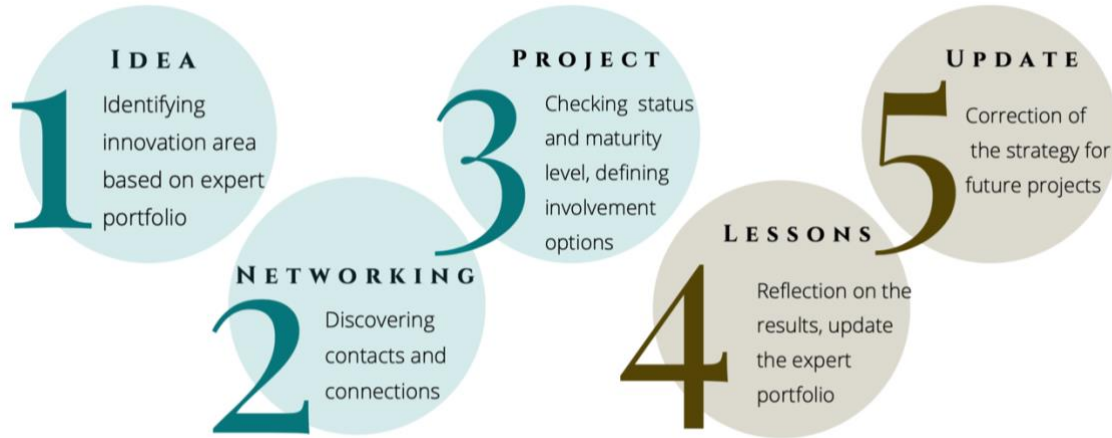 1
IDEA
Identifying
innovation area
based on expert
portfolio
2
NETWORKING
Discovering
contacts and
connections
3
PROJECT
Checking status
and maturity
level, defining
involvement
options
4
LESSONS
Reflection on the
results, update
the expert
portfolio
5
UPDATE
Correction of
the strategy for
future projects